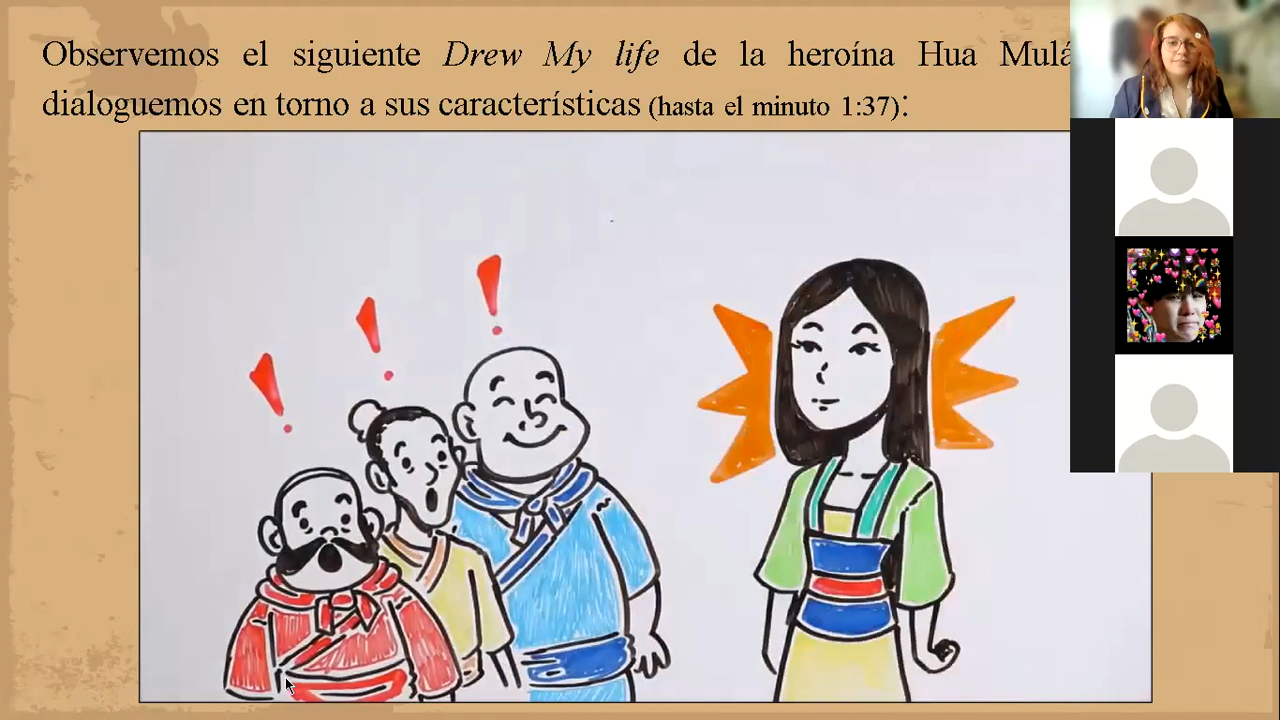 Observemos el siguiente Drew My life de la heroína Hua Mulá
dialoguemos en torno a sus características (hasta el minuto 1:37):